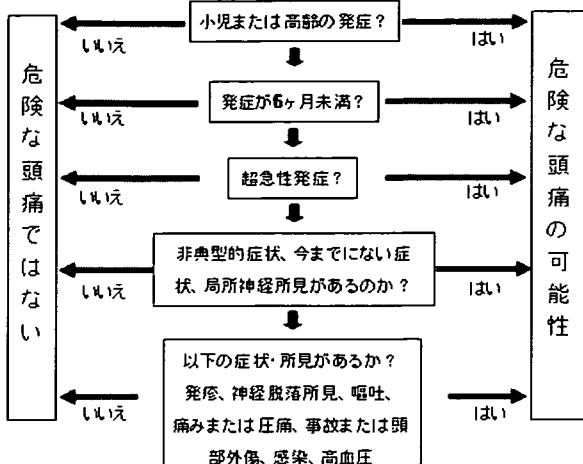 小児または高齢の発症？
いいえ
はい
発症が6ヶ月未満？
いいえ
はい
超急性発症？
いいえ
はい
非典型的症状、今までにない症
状、局所神経所見があるのか？
いいえ
はい
以下の症状・所見があるか？
発疹、神経脱落所見、嘔吐、
痛みまたは圧痛、事故または頭
部外傷、感染、高血圧
いいえ
はい
危険な頭痛ではない
危険な頭痛の可能性